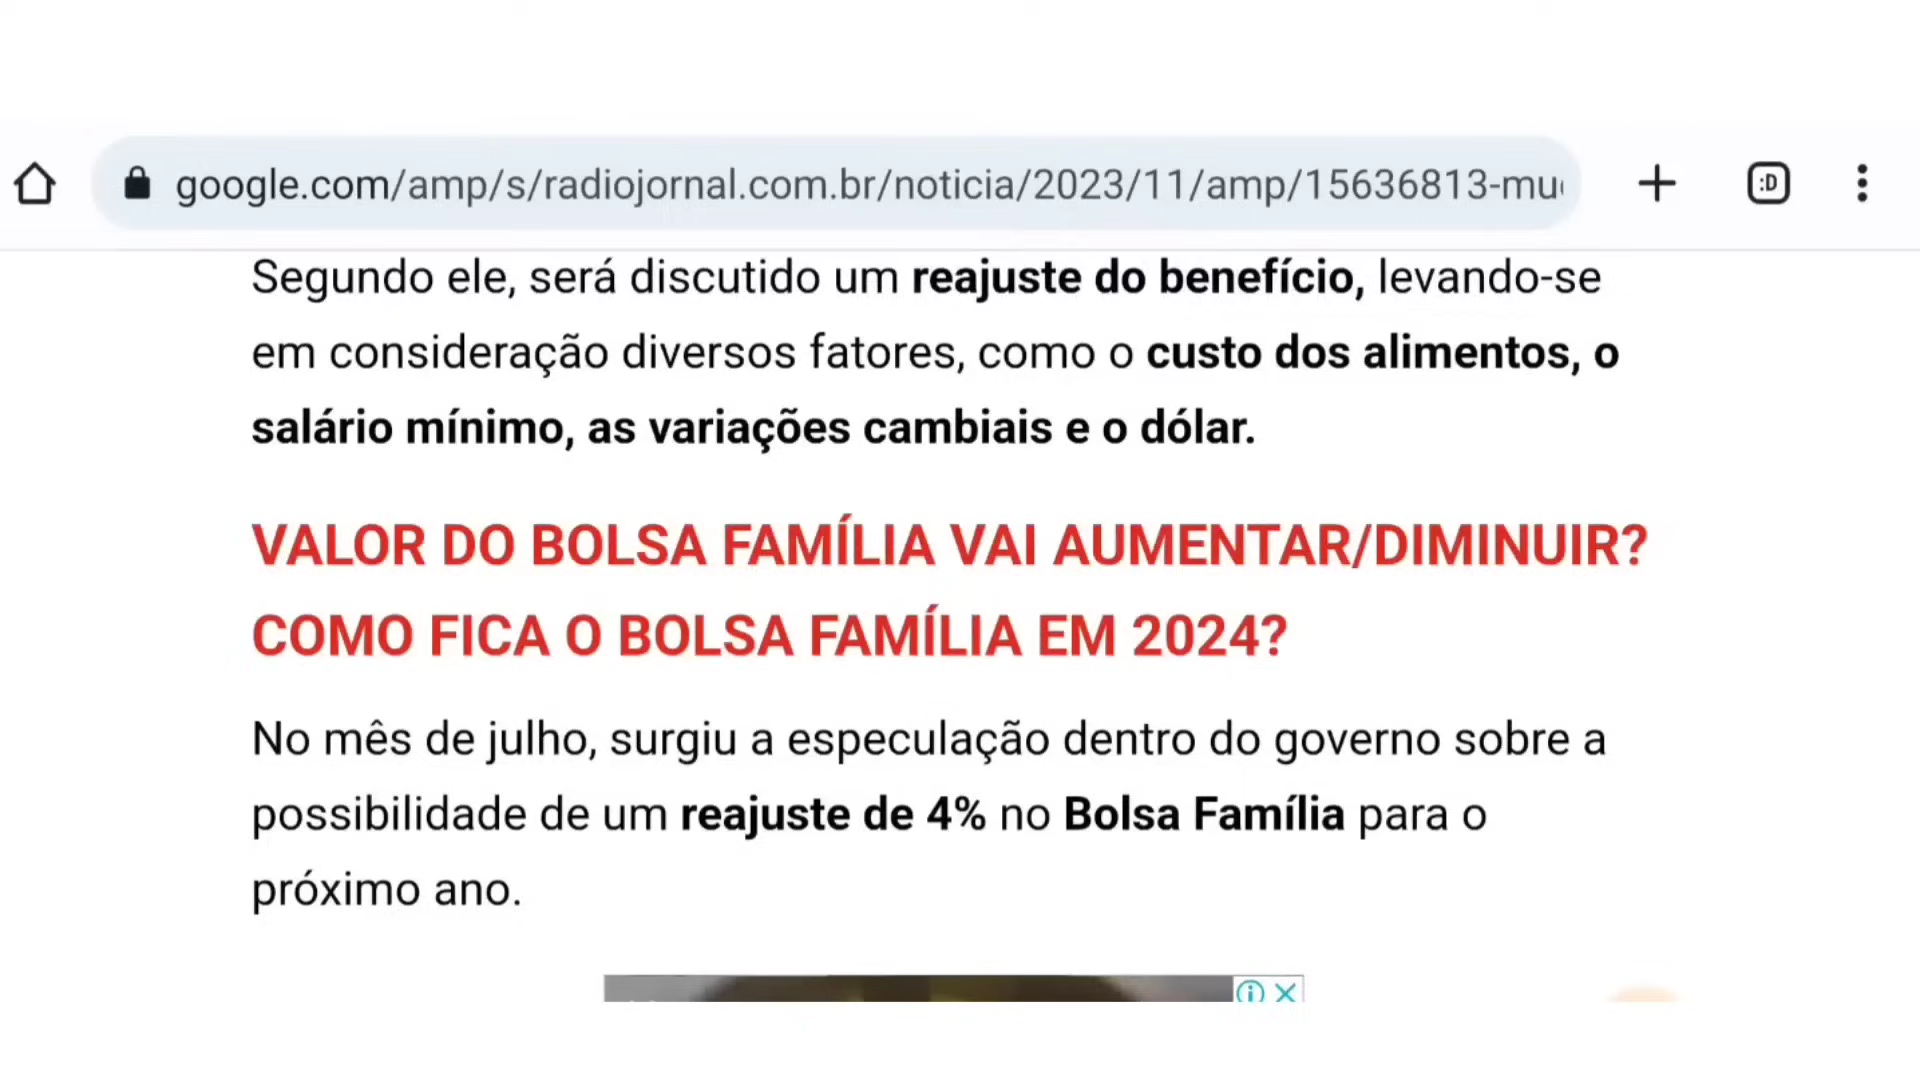 google.com/amp/s/radiojornal.com.br/noticia/2023/11/amp/15636813-mu
:D
Segundo ele, será discutido um reajuste do benefício, levando-se
em consideração diversos fatores, como o custo dos alimentos, o
salário mínimo, as variações cambiais e o dólar.
VALOR DO BOLSA FAMÍLIA VAI AUMENTAR/DIMINUIR?
COMO FICA O BOLSA FAMÍLIA EM 2024?
No mês de julho, surgiu a especulação dentro do governo sobre a
possibilidade de um reajuste de 4% no Bolsa Família para o
próximo ano.